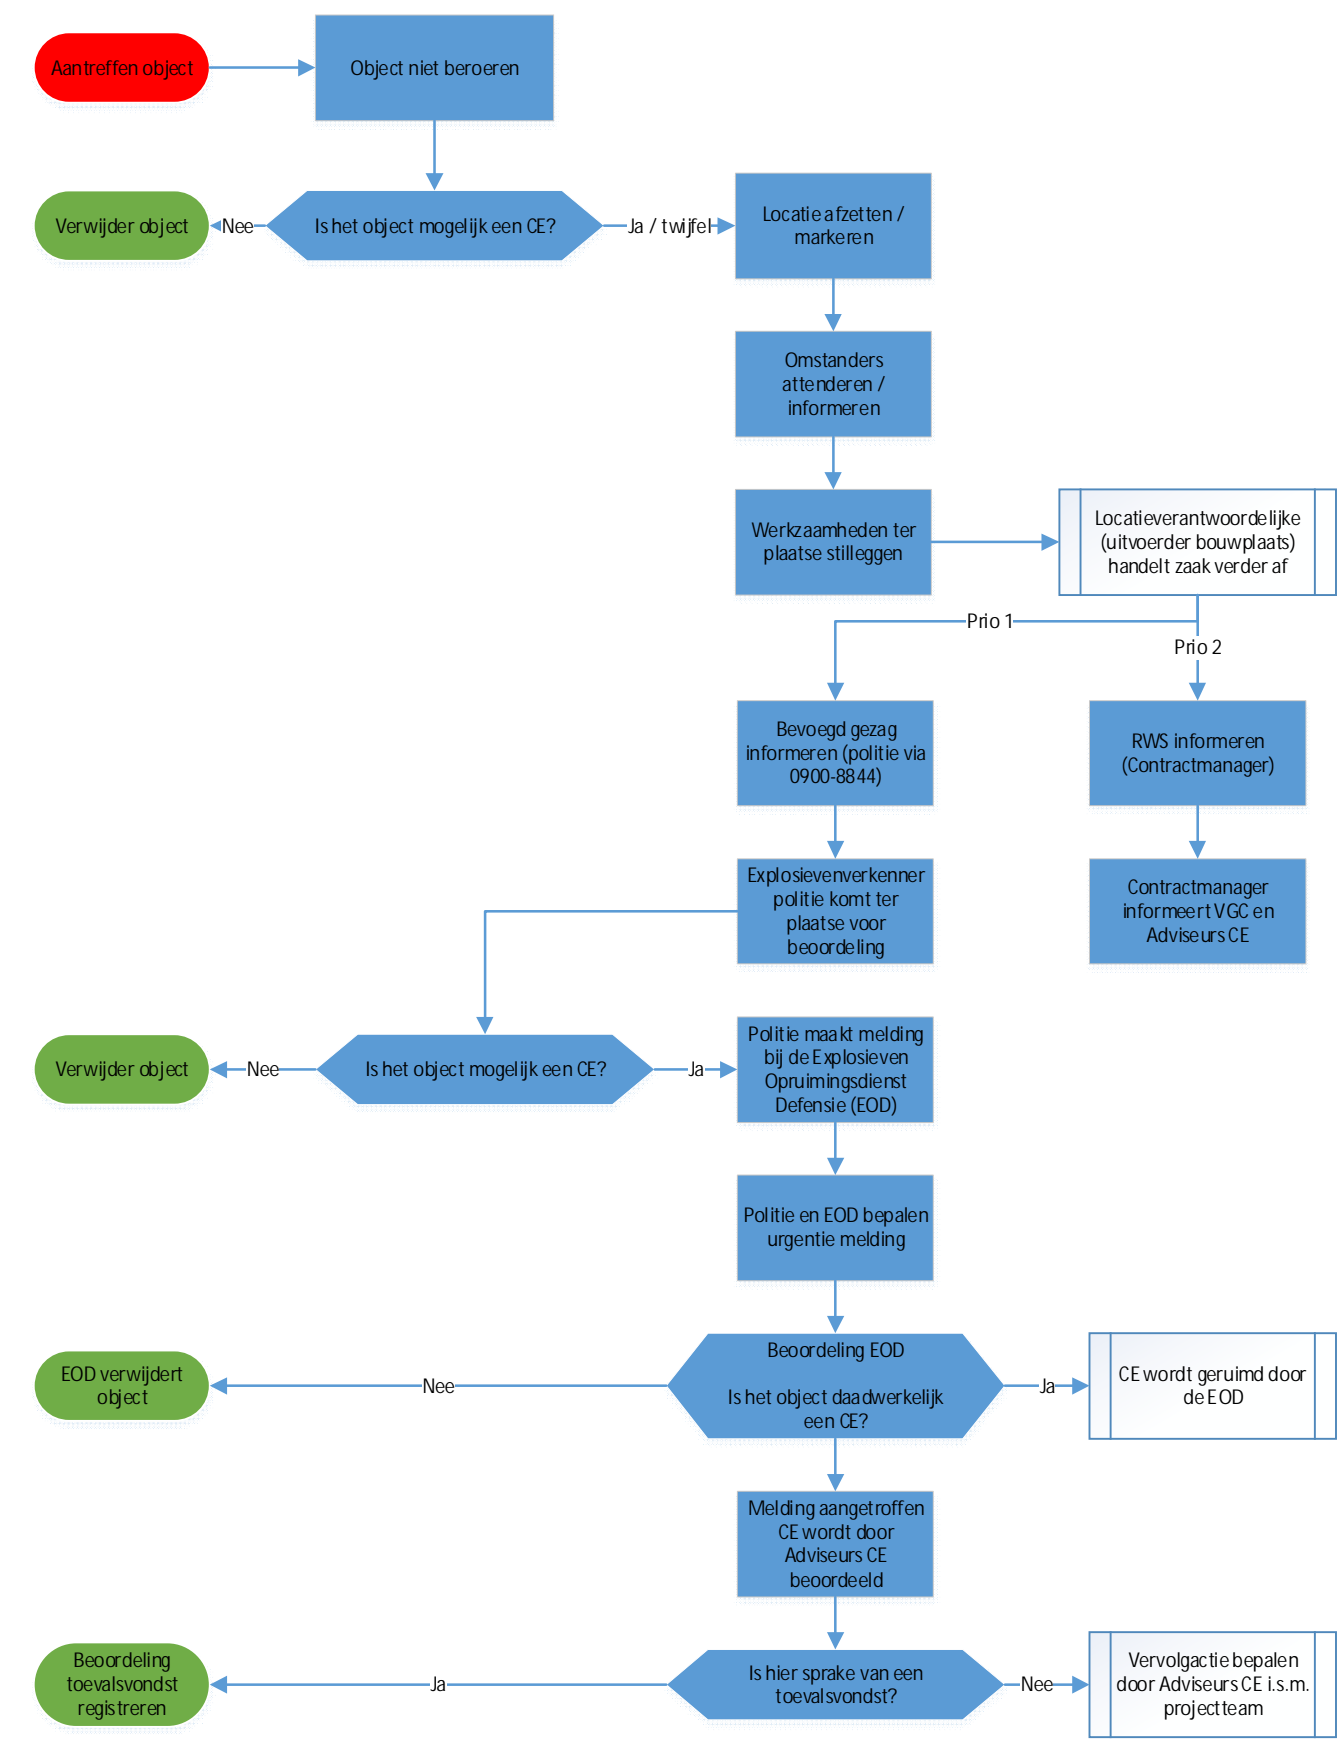 Aantreffen object
Object niet beroeren
Verwijder object
Nee
Is het object mogelijk een CE?
Ja / twijfel
Locatie afzetten /
markeren
Omstanders
attenderen /
informeren
Werkzaamheden ter
plaatse stilleggen
Locatieverantwoordelijke
(uitvoerder bouwplaats)
handelt zaak verder af
Prio 1
Prio 2
Bevoegd gezag
informeren (politie via
0900-8844)
RWS informeren
(Contractmanager)
Explosievenverkenner
politie komt ter
plaatse voor
beoordeling
Contractmanager
informeert VGC en
Adviseurs CE
Verwijder object
Nee
Is het object mogelijk een CE?
Ja
Politie maakt melding
bij de Explosieven
Opruimingsdienst
Defensie (EOD)
Politie en EOD bepalen
urgentie melding
EOD verwijdert
object
Nee
Beoordeling EOD
Is het object daadwerkelijk
een CE?
Ja
CE wordt geruimd door
de EOD
Melding aangetroffen
CE wordt door
Adviseurs CE
beoordeeld
Beoordeling
toevalsvondst
registreren
Ja
Is hier sprake van een
toevalsvondst?
Nee
Vervolgactie bepalen
door Adviseurs CE i.s.m.
projectteam